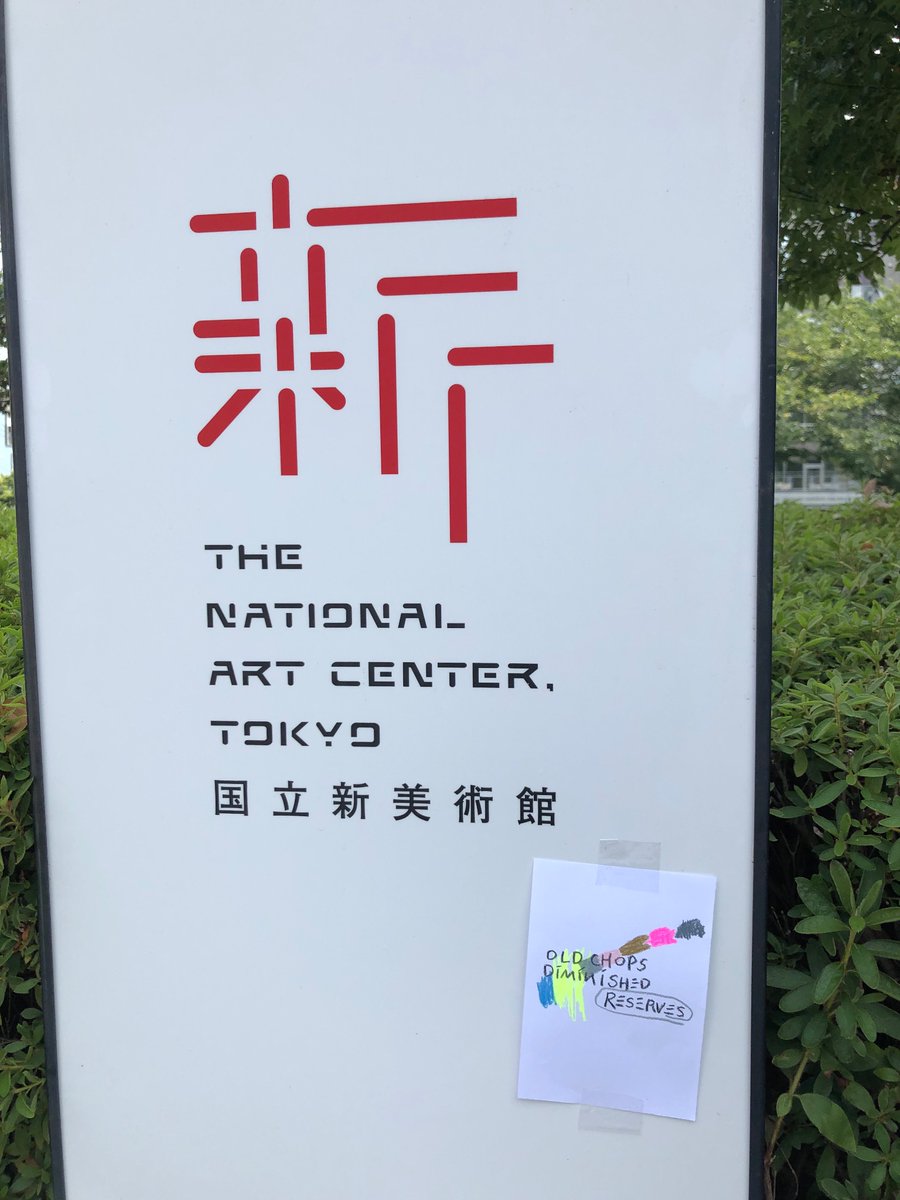 新
THE
NATIONAL
ART CENTER,
TOKYO
国立新美術館
OLD CHOPS
DIMINISHED
RESERVES